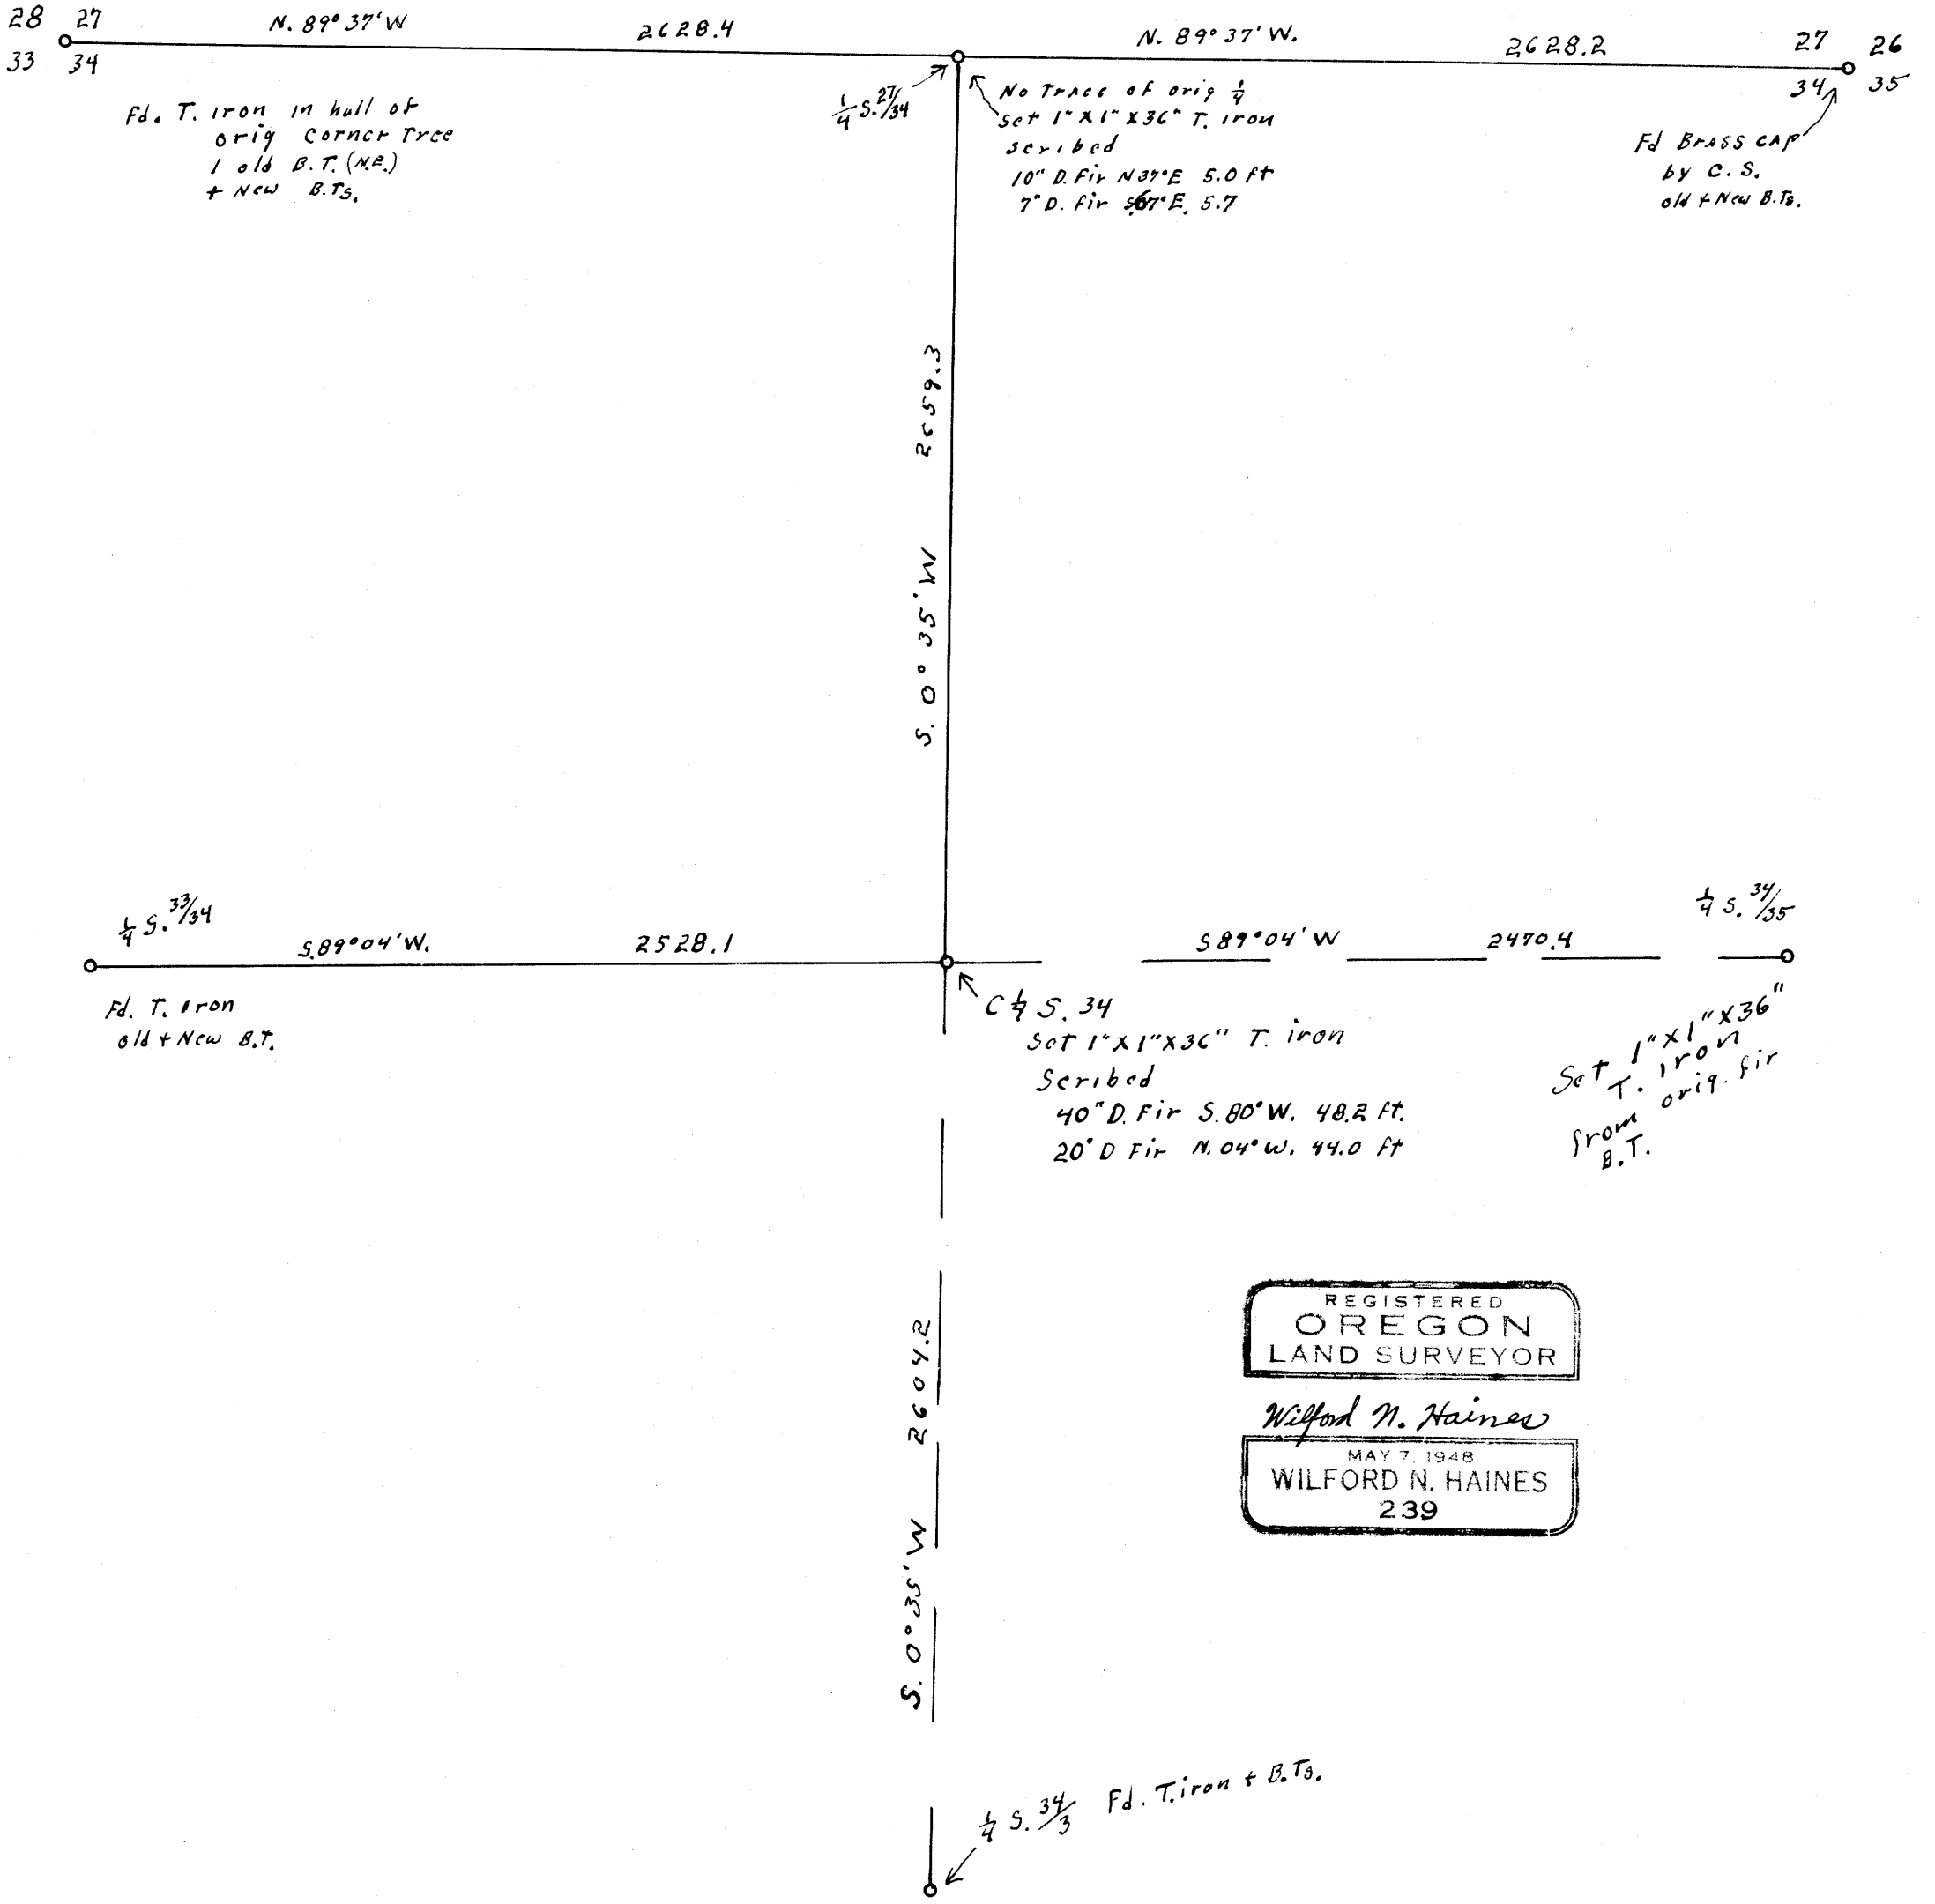 28 27
N. 89° 37' W 2628.4
N. 89° 37' W. 2628.2
27 26
33 34
34 35
Fd. T. iron in hull of
orig Corner Tree
1 old B.T. (N.E.)
+ New B.Ts.
1/4 S. 27/34
No Trace of orig 1/4
Set 1" X 1" X 36" T. iron
scribed
10" D. Fir N 37° E 5.0 ft
7" D. fir S67° E. 5.7
Fd Brass cap
by C. S.
old + New B.Ts.
S. 0° 35' W 2659.3
1/4 S. 33/34
S. 89° 04' W. 2528.1
S 89° 04' W 2470.4
1/4 S. 34/35
Fd. T. iron
old + New B.T.
C 1/4 S. 34
Set 1" X 1" X 36" T. iron
Scribed
40" D. Fir S. 80° W. 48.2 ft.
20" D Fir N. 04° W. 44.0 ft
Set 1" X 1" X 36"
T. iron
from orig. fir
B.T.
S. 0° 35' W 2604.2
REGISTERED
OREGON
LAND SURVEYOR
Wilford N. Haines
MAY 7, 1948
WILFORD N. HAINES
239
1/4 S. 34/3 Fd. T. iron + B.Ts.